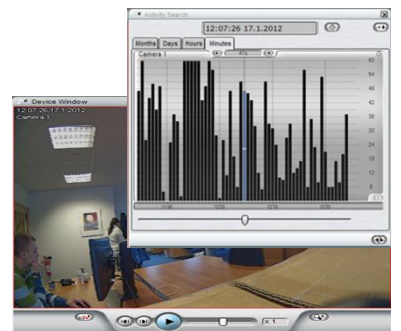 Activity Search
12:07:26 17.1.2012
Months Days Hours Minutes
Camera 1
60
54
48
42
36
30
24
18
12
6
Device Window
12:07:26 17.1.2012
Camera 1
x 1